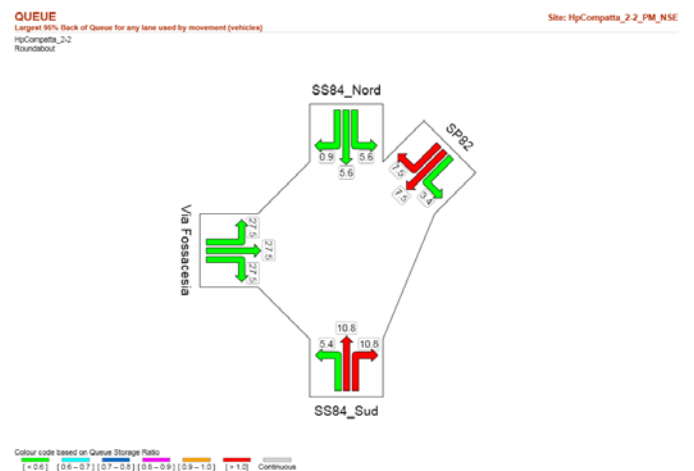 QUEUE
Largest 95% Back of Queue for any lane used by movement (vehicles)
Site: HpCompatta_2-2_PM_NSE
HpCompatta_2-2
Roundabout
SS84_Nord
0.9
5.6
5.6
SP82
7.5
7.5
3.4
Via Fossacesia
27.5
27.5
27.5
5.4
10.8
10.8
SS84_Sud
Colour code based on Queue Storage Ratio
[ < 0.6 ] [ 0.6 – 0.7 ] [ 0.7 – 0.8 ] [ 0.8 – 0.9 ] [ 0.9 – 1.0 ] [ > 1.0 ] Continuous